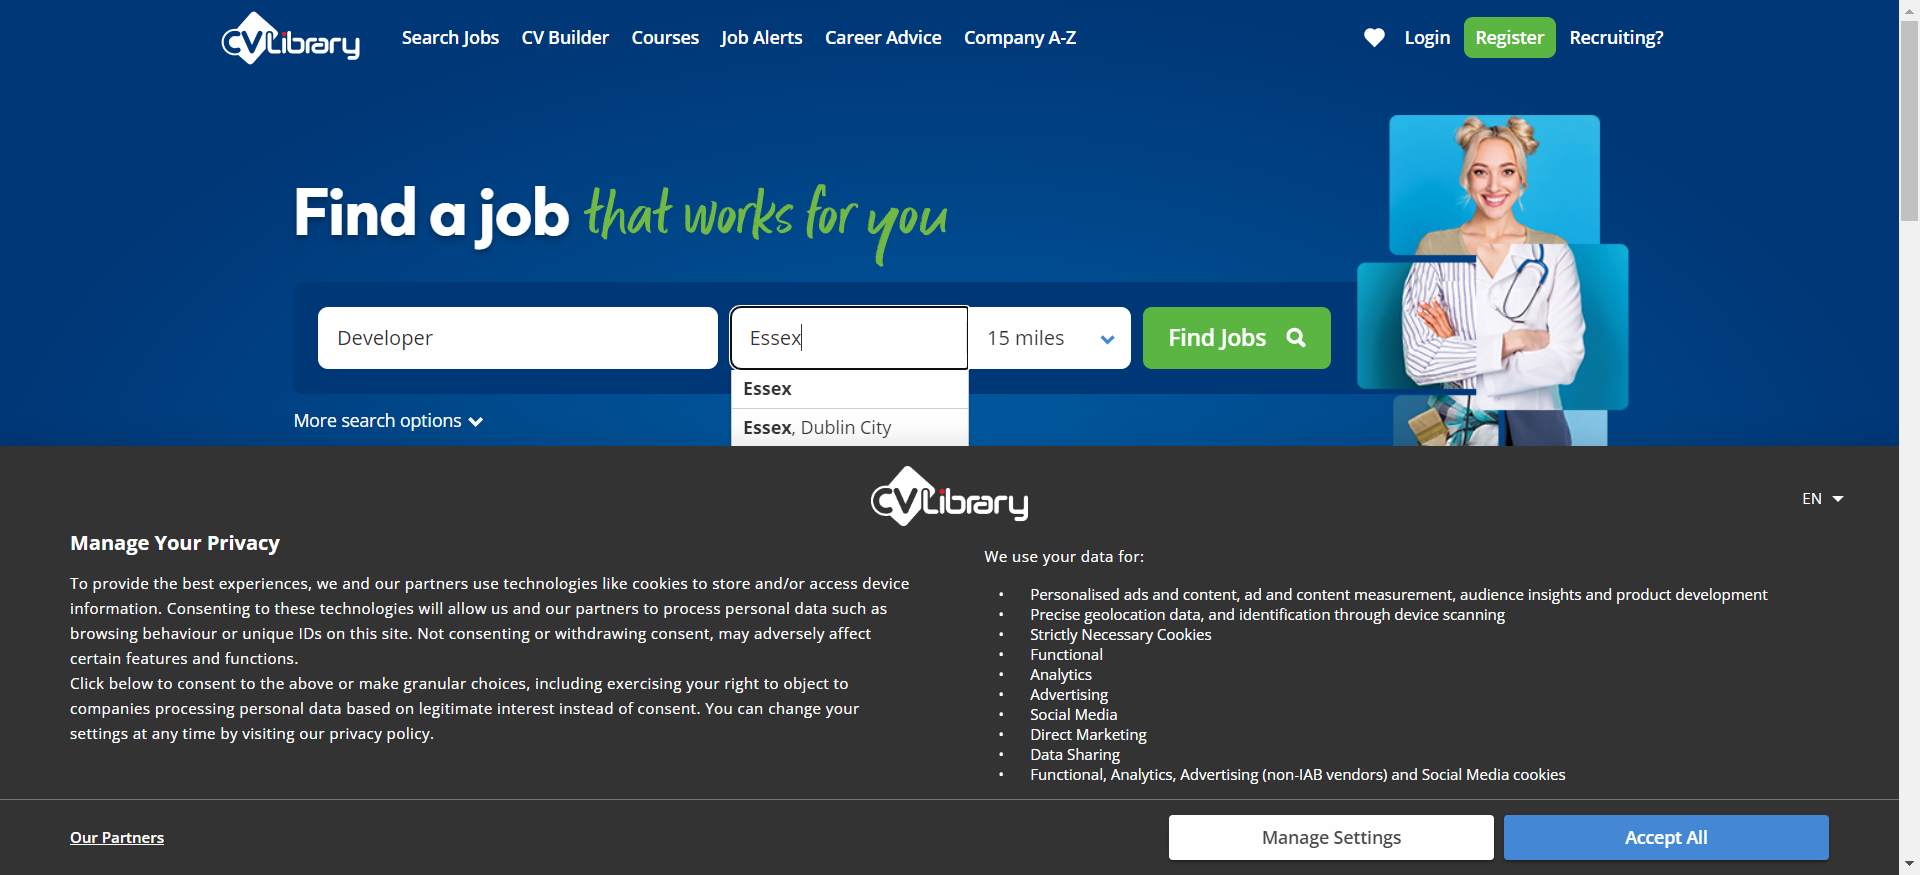 CVLibrary
Search Jobs CV Builder Courses Job Alerts Career Advice Company A-Z
Login Register Recruiting?
Find a job that works for you
Developer
Essex
15 miles
Find Jobs
Essex
Essex, Dublin City
More search options
CVLibrary
EN
Manage Your Privacy
To provide the best experiences, we and our partners use technologies like cookies to store and/or access device
information. Consenting to these technologies will allow us and our partners to process personal data such as
browsing behaviour or unique IDs on this site. Not consenting or withdrawing consent, may adversely affect
certain features and functions.
Click below to consent to the above or make granular choices, including exercising your right to object to
companies processing personal data based on legitimate interest instead of consent. You can change your
settings at any time by visiting our privacy policy.
We use your data for:
• Personalised ads and content, ad and content measurement, audience insights and product development
• Precise geolocation data, and identification through device scanning
• Strictly Necessary Cookies
• Functional
• Analytics
• Advertising
• Social Media
• Direct Marketing
• Data Sharing
• Functional, Analytics, Advertising (non-IAB vendors) and Social Media cookies
Our Partners
Manage Settings
Accept All